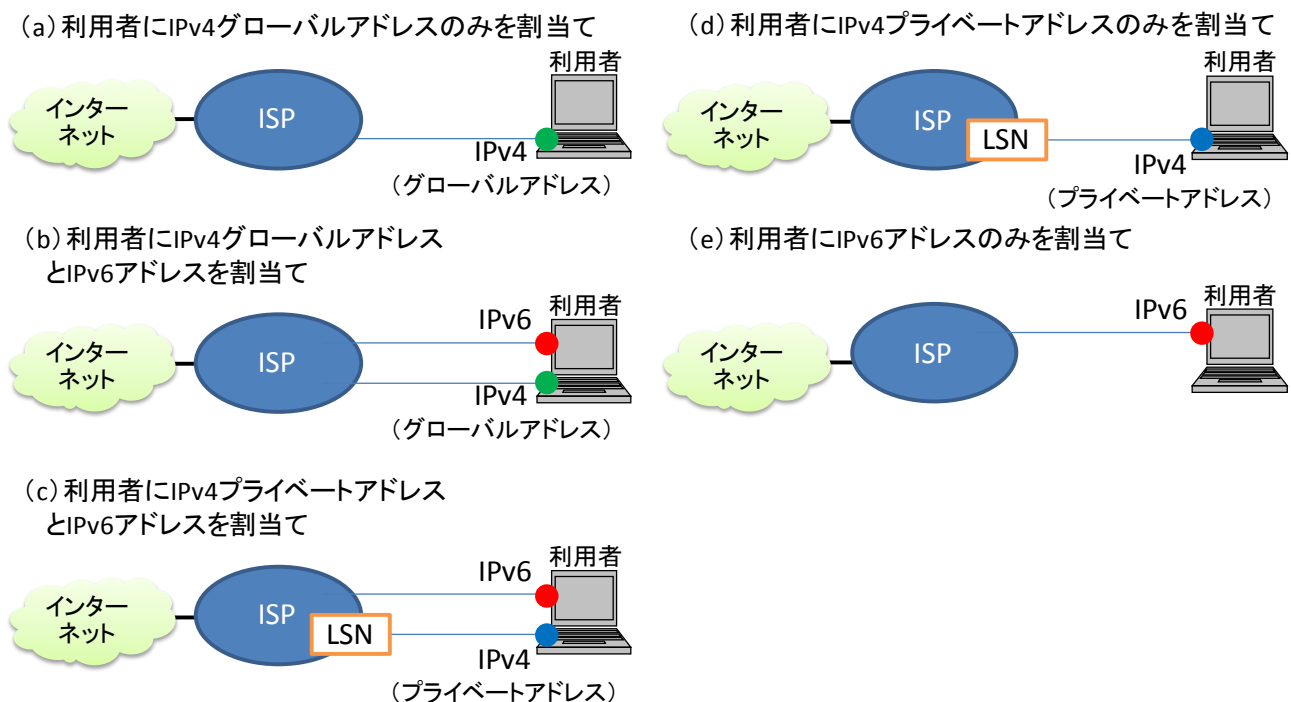 (a)利用者にIPv4グローバルアドレスのみを割当て
利用者
インター
ネット
ISP
IPv4
(グローバルアドレス)
(b)利用者にIPv4グローバルアドレス
とIPv6アドレスを割当て
利用者
IPv6
インター
ネット
ISP
IPv4
(グローバルアドレス)
(c)利用者にIPv4プライベートアドレス
とIPv6アドレスを割当て
利用者
IPv6
インター
ネット
ISP
LSN
IPv4
(プライベートアドレス)
(d)利用者にIPv4プライベートアドレスのみを割当て
利用者
インター
ネット
ISP
LSN
IPv4
(プライベートアドレス)
(e)利用者にIPv6アドレスのみを割当て
利用者
IPv6
インター
ネット
ISP